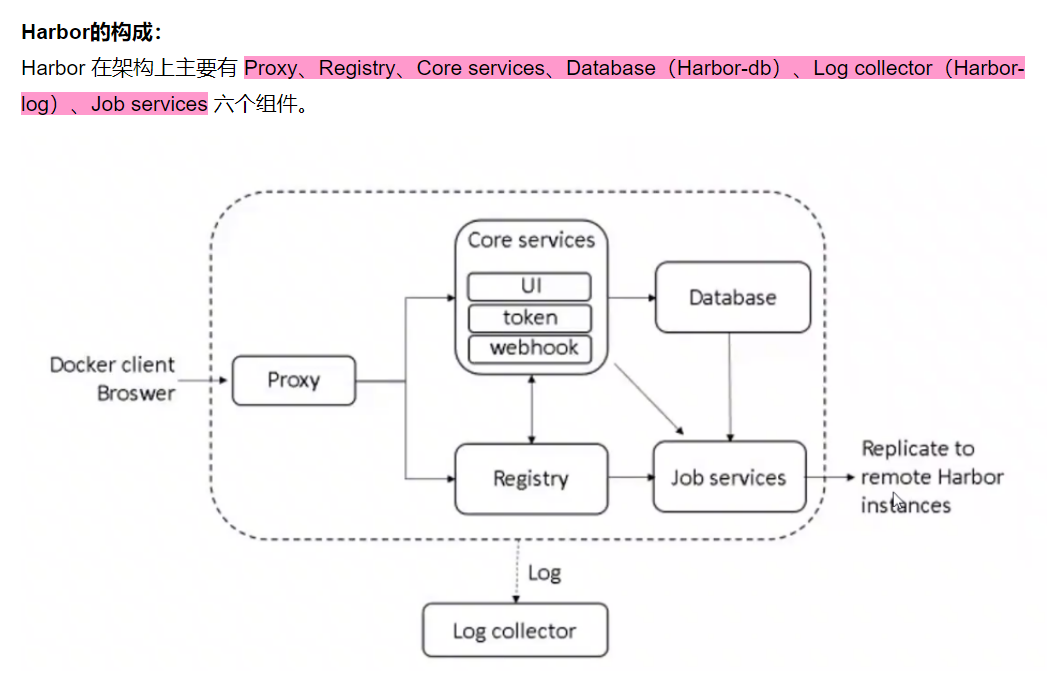 Harbor的构成：
Harbor 在架构上主要有 Proxy、Registry、Core services、Database（Harbor-db）、Log collector（Harbor-
log）、Job services 六个组件。
Core services
UI
token
webhook
Database
Docker client
Broswer
Proxy
Registry
Job services
Replicate to
remote Harbor
instances
Log
Log collector